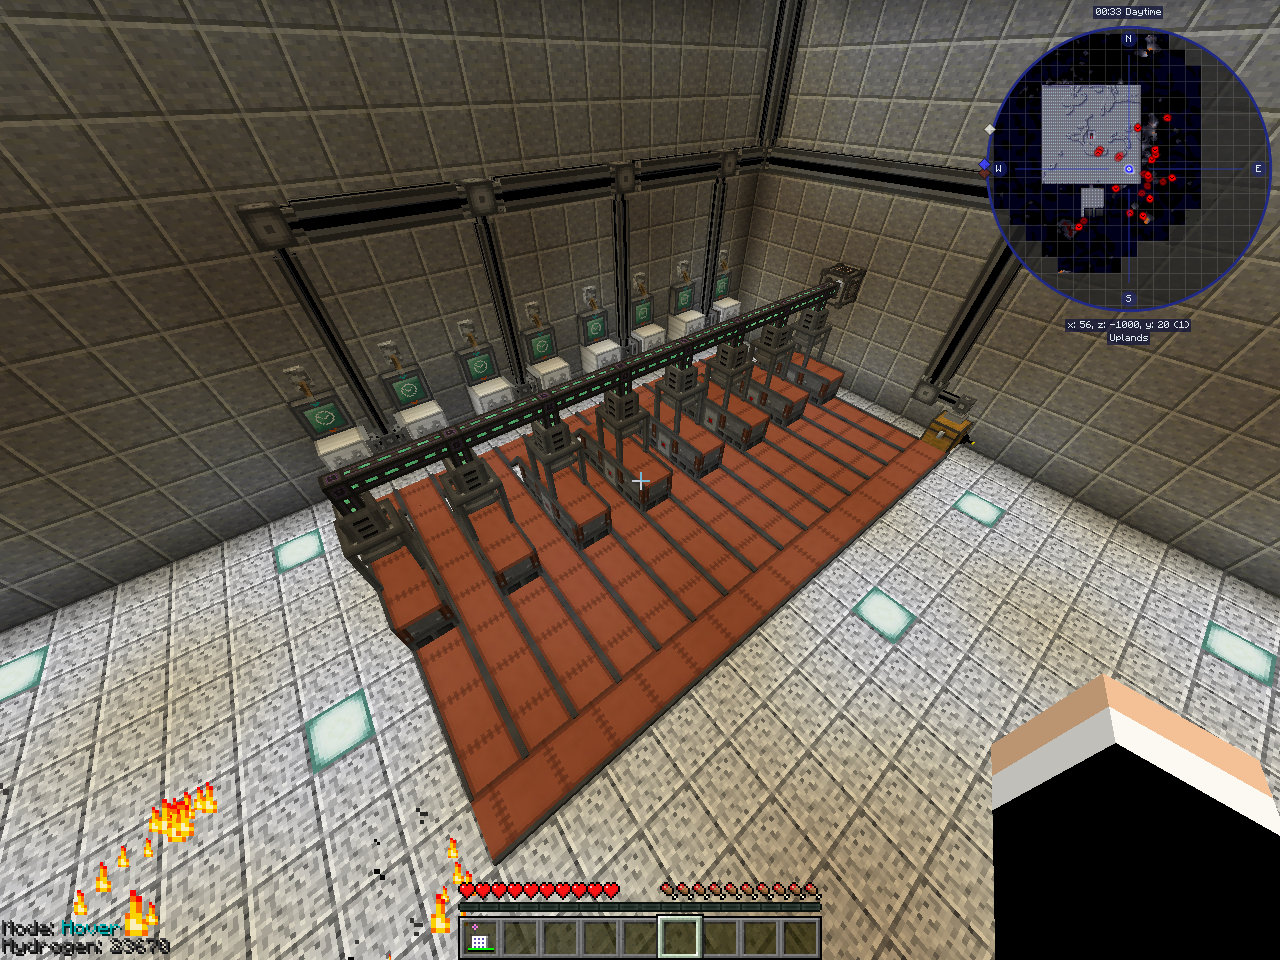 00:33 Daytime
N
W
E
S
x: 56, z: -1000, y: 20 (1)
Uplands
Mode: Hover
Hydrogen: 23670